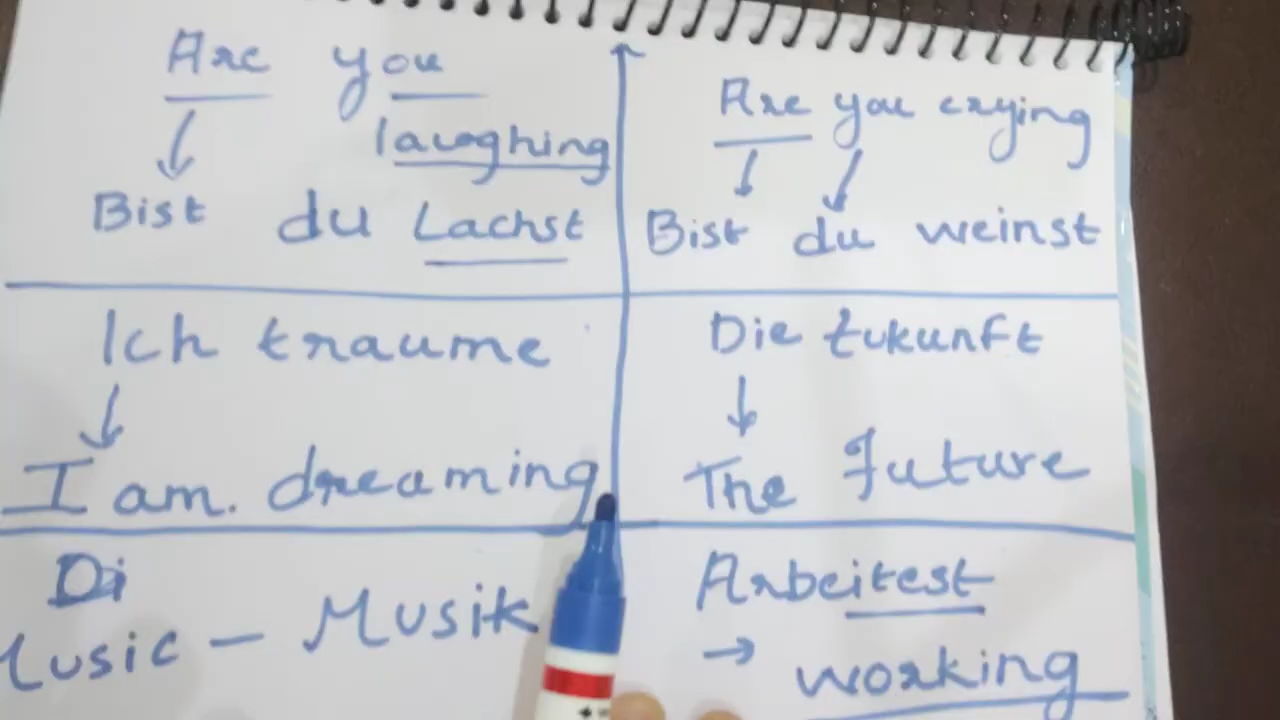 Are you
laughing
Bist du Lachst
Are you crying
Bist du weinst
Ich traume
I am. dreaming
Die zukunft
The Future
Di
Music - Musik
Arbeitest
→ working